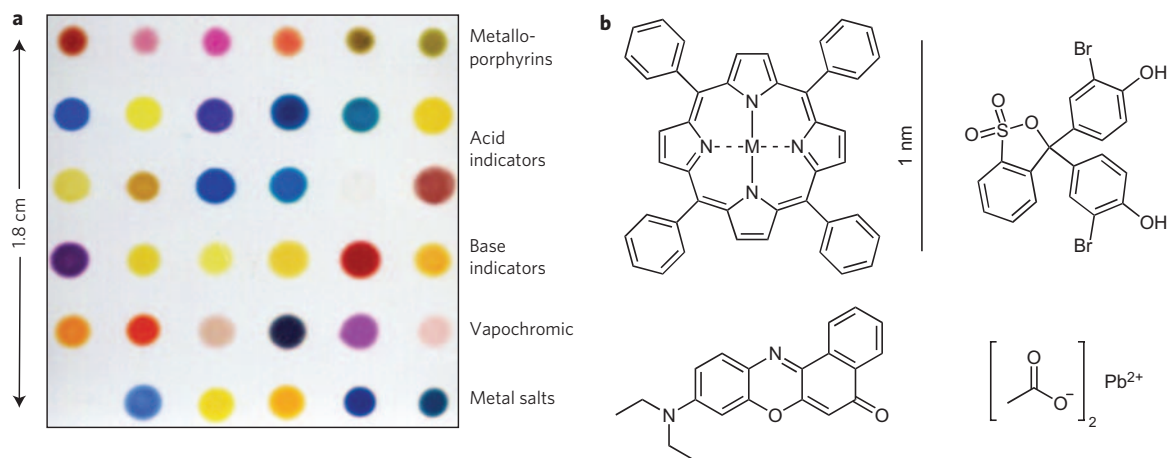 a
Metallo-
porphyrins
Acid
indicators
Base
indicators
Vapochromic
Metal salts
1.8 cm
b
N
N
M
N
N
1 nm
O
O
S
O
Br
OH
OH
Br
N
N
O
O
O
O⁻
2
Pb²⁺